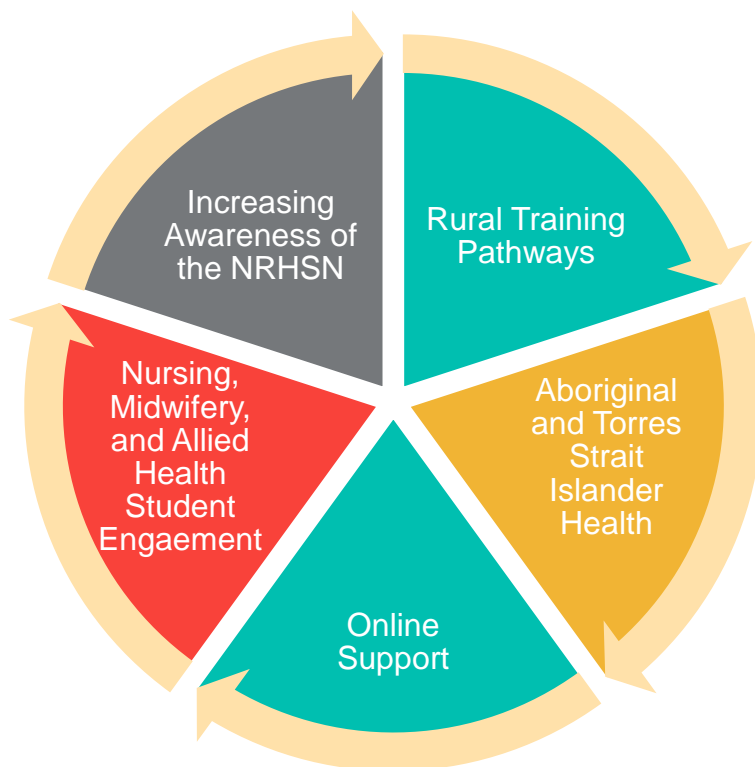 Increasing
Awareness of
the NRHSN
Rural Training
Pathways
Aboriginal
and Torres
Strait
Islander
Health
Online
Support
Nursing,
Midwifery,
and Allied
Health
Student
Engaement